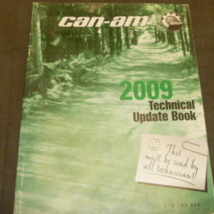 can-am
2009
Technical
Update Book
This
must be read by
all technicians!